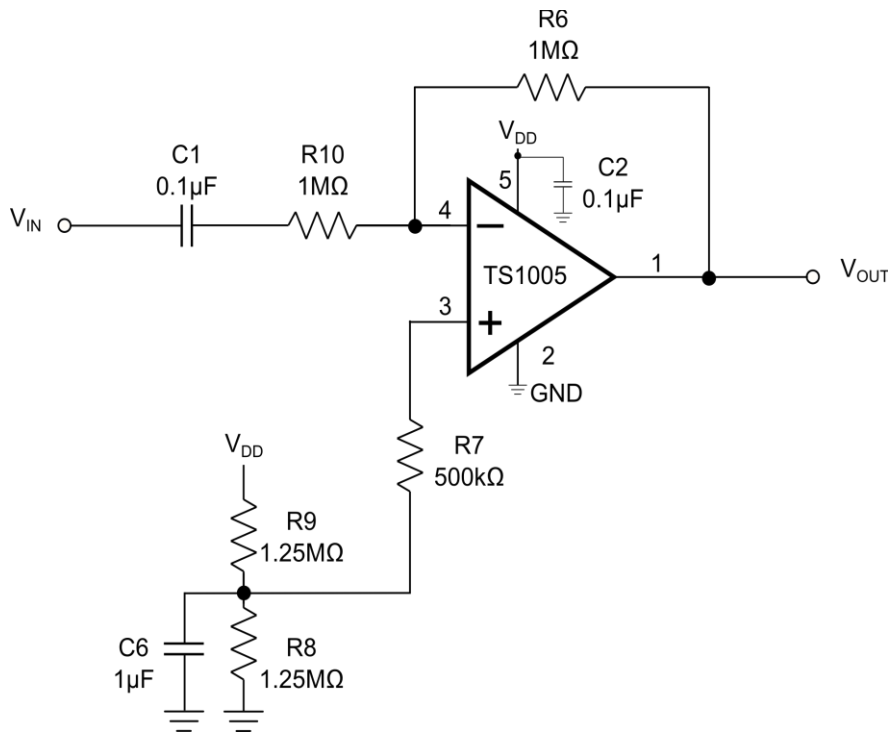 R6
1MΩ
V_DD
C1
0.1µF
R10
1MΩ
C2
0.1µF
5
V_IN
4
−
TS1005
1
V_OUT
3
+
2
GND
R7
500kΩ
V_DD
R9
1.25MΩ
C6
1µF
R8
1.25MΩ